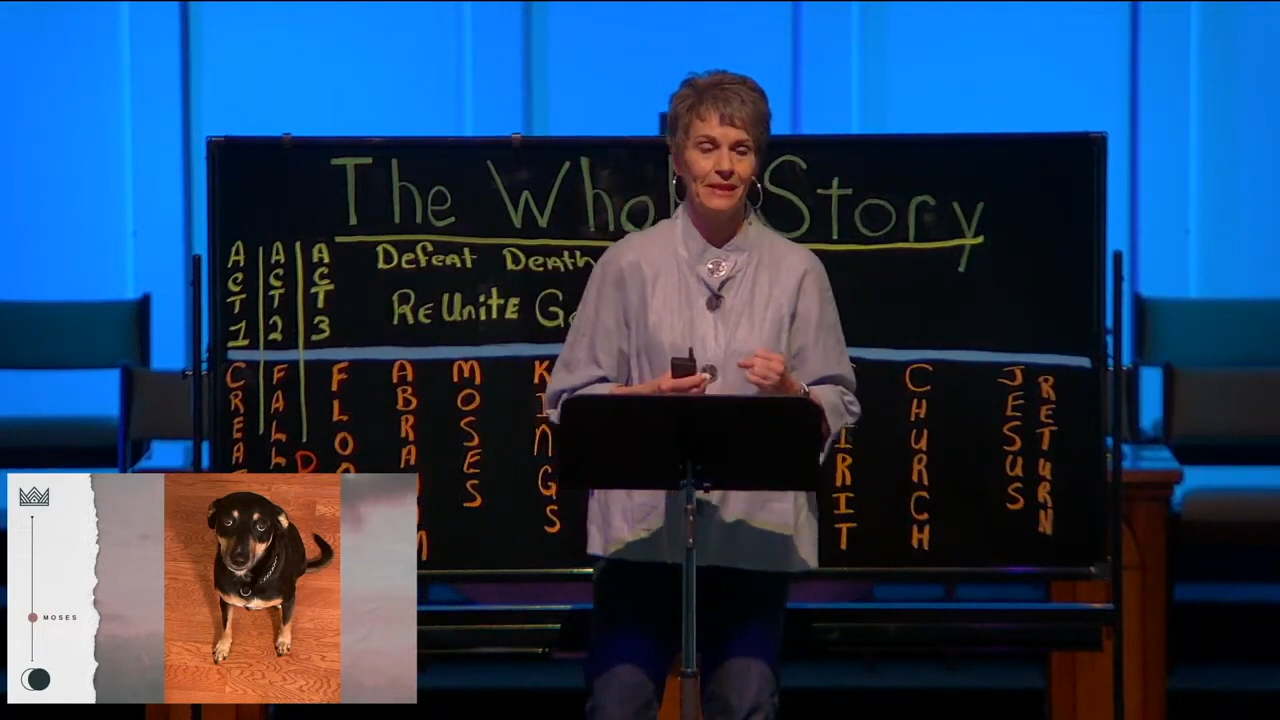 The Whol Story
Defeat Death
ReUnite G
ACT 1
ACT 2
ACT 3
CREA
FALL
D
FLOO
ABRA
MOSES
KINGS
IRIT
CHURCH
JESUS
RETURN
MOSES